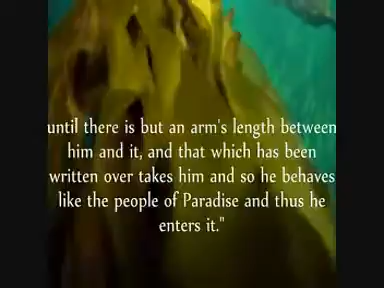 until there is but an arm's length between
him and it, and that which has been
written over takes him and so he behaves
like the people of Paradise and thus he
enters it."